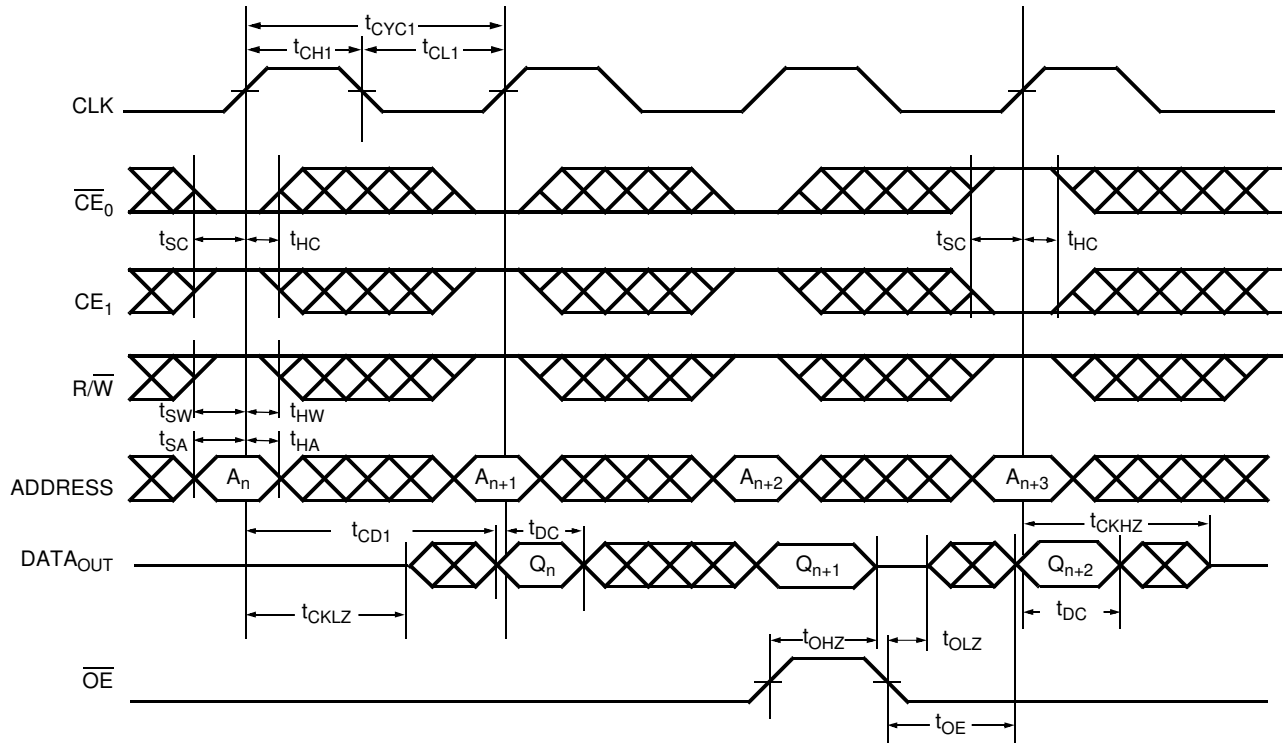 tCYC1
tCH1
tCL1
CLK
CE0
tSC
tHC
tSC
tHC
CE1
R/W
tSW
tHW
tSA
tHA
ADDRESS
An
An+1
An+2
An+3
tCD1
tDC
tCKHZ
DATAOUT
Qn
Qn+1
Qn+2
tCKLZ
tDC
tOHZ
tOLZ
OE
tOE